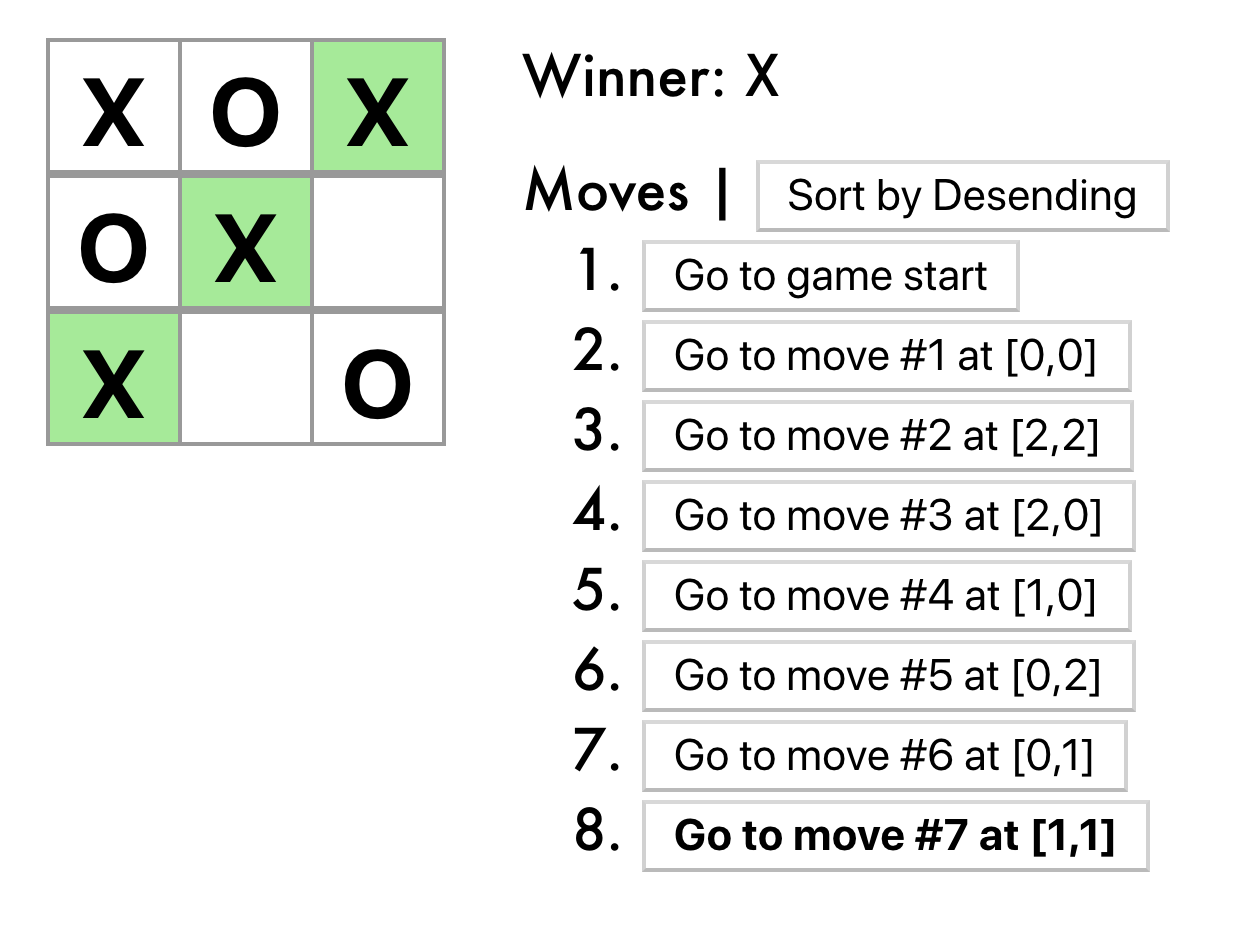 X O X
O X
X O
Winner: X
Moves | Sort by Desending
1. Go to game start
2. Go to move #1 at [0,0]
3. Go to move #2 at [2,2]
4. Go to move #3 at [2,0]
5. Go to move #4 at [1,0]
6. Go to move #5 at [0,2]
7. Go to move #6 at [0,1]
8. Go to move #7 at [1,1]